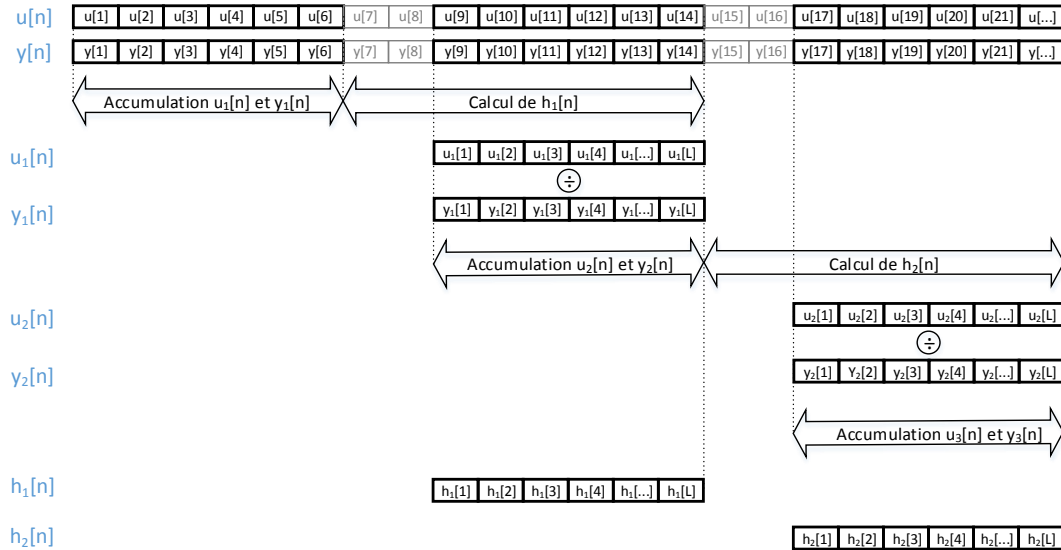 u[n] u[1] u[2] u[3] u[4] u[5] u[6] u[7] u[8] u[9] u[10] u[11] u[12] u[13] u[14] u[15] u[16] u[17] u[18] u[19] u[20] u[21] u[...]
y[n] y[1] y[2] y[3] y[4] y[5] y[6] y[7] y[8] y[9] y[10] y[11] y[12] y[13] y[14] y[15] y[16] y[17] y[18] y[19] y[20] y[21] y[...]
Accumulation u₁[n] et y₁[n] Calcul de h₁[n]
u₁[n] u₁[1] u₁[2] u₁[3] u₁[4] u₁[...] u₁[L]
÷
y₁[n] y₁[1] y₁[2] y₁[3] y₁[4] y₁[...] y₁[L]
Accumulation u₂[n] et y₂[n] Calcul de h₂[n]
u₂[n] u₂[1] u₂[2] u₂[3] u₂[4] u₂[...] u₂[L]
÷
y₂[n] y₂[1] Y₂[2] y₂[3] y₂[4] y₂[...] y₂[L]
Accumulation u₃[n] et y₃[n]
h₁[n] h₁[1] h₁[2] h₁[3] h₁[4] h₁[...] h₁[L]
h₂[n] h₂[1] h₂[2] h₂[3] h₂[4] h₂[...] h₂[L]